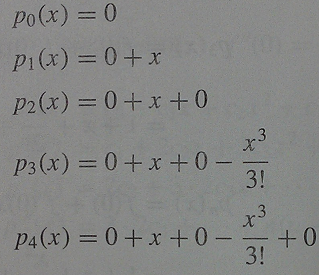 p₀(x) = 0
p₁(x) = 0 + x
p₂(x) = 0 + x + 0
p₃(x) = 0 + x + 0 − x³/3!
p₄(x) = 0 + x + 0 − x³/3! + 0